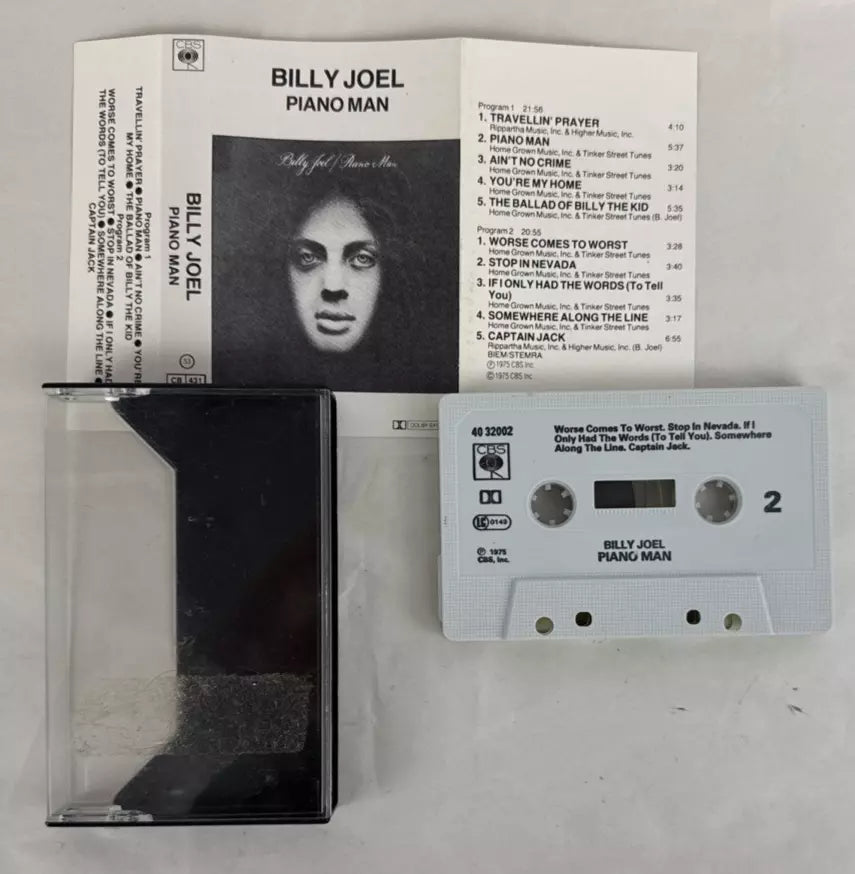 CBS
Program 1
TRAVELLIN' PRAYER ● PIANO MAN ● AIN'T NO CRIME ● YOU'RE
MY HOME ● THE BALLAD OF BILLY THE KID
Program 2
WORSE COMES TO WORST ● STOP IN NEVADA ● IF I ONLY HAD
THE WORDS (TO TELL YOU) ● SOMEWHERE ALONG THE LINE ●
CAPTAIN JACK
BILLY JOEL
PIANO MAN
53
CB 421
BILLY JOEL
PIANO MAN
Billy Joel / Piano Man
DOLBY
Program 1 21:56
1. TRAVELLIN' PRAYER 4:10
Rippartha Music, Inc. & Higher Music, Inc.
2. PIANO MAN 5:37
Home Grown Music, Inc. & Tinker Street Tunes
3. AIN'T NO CRIME 3:20
Home Grown Music, Inc. & Tinker Street Tunes
4. YOU'RE MY HOME 3:14
Home Grown Music, Inc. & Tinker Street Tunes
5. THE BALLAD OF BILLY THE KID 5:35
Home Grown Music, Inc. & Tinker Street Tunes (B. Joel)
Program 2 20:55
1. WORSE COMES TO WORST 3:28
Home Grown Music, Inc. & Tinker Street Tunes
2. STOP IN NEVADA 3:40
Home Grown Music, Inc. & Tinker Street Tunes
3. IF I ONLY HAD THE WORDS (To Tell
You) 3:35
Home Grown Music, Inc. & Tinker Street Tunes
4. SOMEWHERE ALONG THE LINE 3:17
Home Grown Music, Inc. & Tinker Street Tunes
5. CAPTAIN JACK 6:55
Rippartha Music, Inc. & Higher Music, Inc. (B. Joel)
BIEM/STEMRA
Ⓟ 1975 CBS Inc.
© 1975 CBS Inc
40 32002
Worse Comes To Worst. Stop In Nevada. If I
Only Had The Words (To Tell You). Somewhere
Along The Line. Captain Jack.
CBS
LC 0149
2
BILLY JOEL
PIANO MAN
Ⓟ 1975
CBS, Inc.